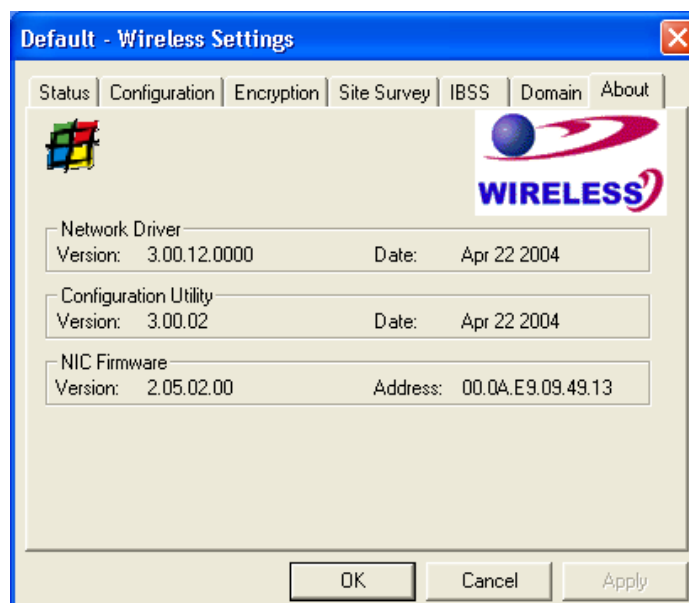 Default - Wireless Settings
Status Configuration Encryption Site Survey IBSS Domain About
WIRELESS
Network Driver
Version: 3.00.12.0000 Date: Apr 22 2004
Configuration Utility
Version: 3.00.02 Date: Apr 22 2004
NIC Firmware
Version: 2.05.02.00 Address: 00.0A.E9.09.49.13
OK Cancel Apply